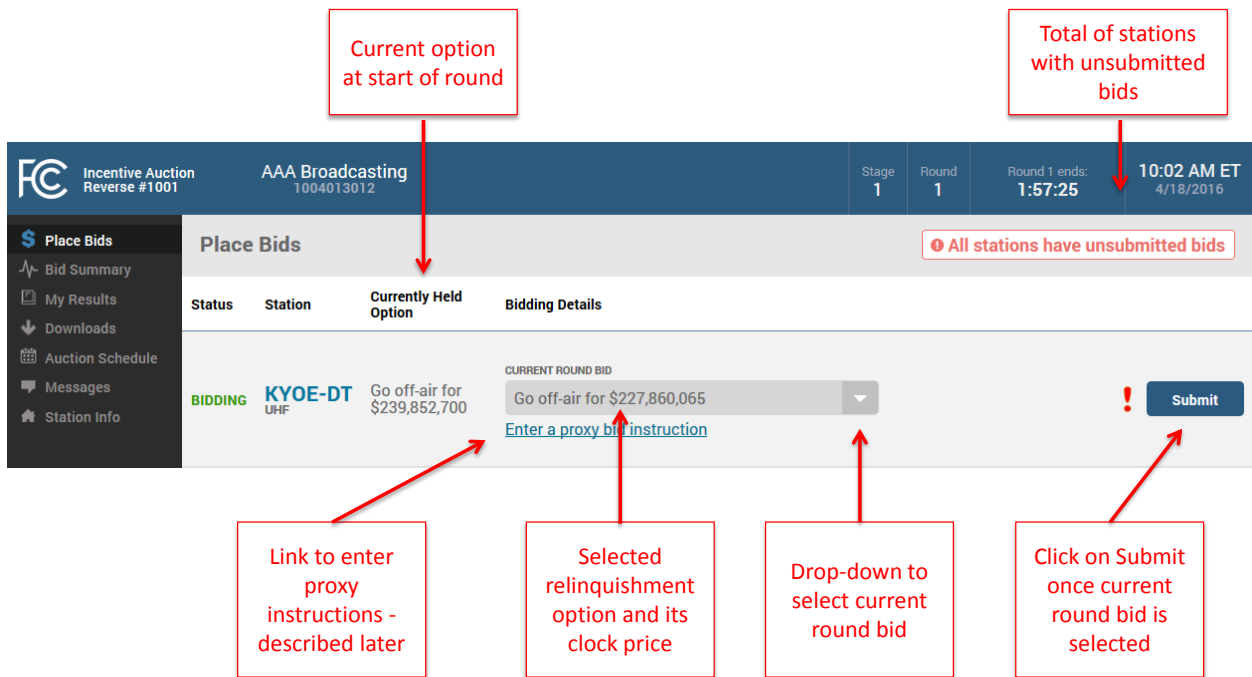 Current option
at start of round
Total of stations
with unsubmitted
bids
FCC
Incentive Auction
Reverse #1001
AAA Broadcasting
1004013012
Stage
1
Round
1
Round 1 ends:
1:57:25
10:02 AM ET
4/18/2016
Place Bids
Bid Summary
My Results
Downloads
Auction Schedule
Messages
Station Info
Place Bids
All stations have unsubmitted bids
Status
Station
Currently Held
Option
Bidding Details
BIDDING
KYOE-DT
UHF
Go off-air for
$239,852,700
CURRENT ROUND BID
Go off-air for $227,860,065
Enter a proxy bid instruction
!
Submit
Link to enter
proxy
instructions -
described later
Selected
relinquishment
option and its
clock price
Drop-down to
select current
round bid
Click on Submit
once current
round bid is
selected